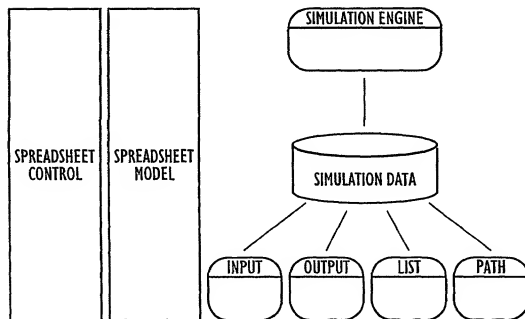 SIMULATION ENGINE
SPREADSHEET
CONTROL
SPREADSHEET
MODEL
SIMULATION DATA
INPUT
OUTPUT
LIST
PATH